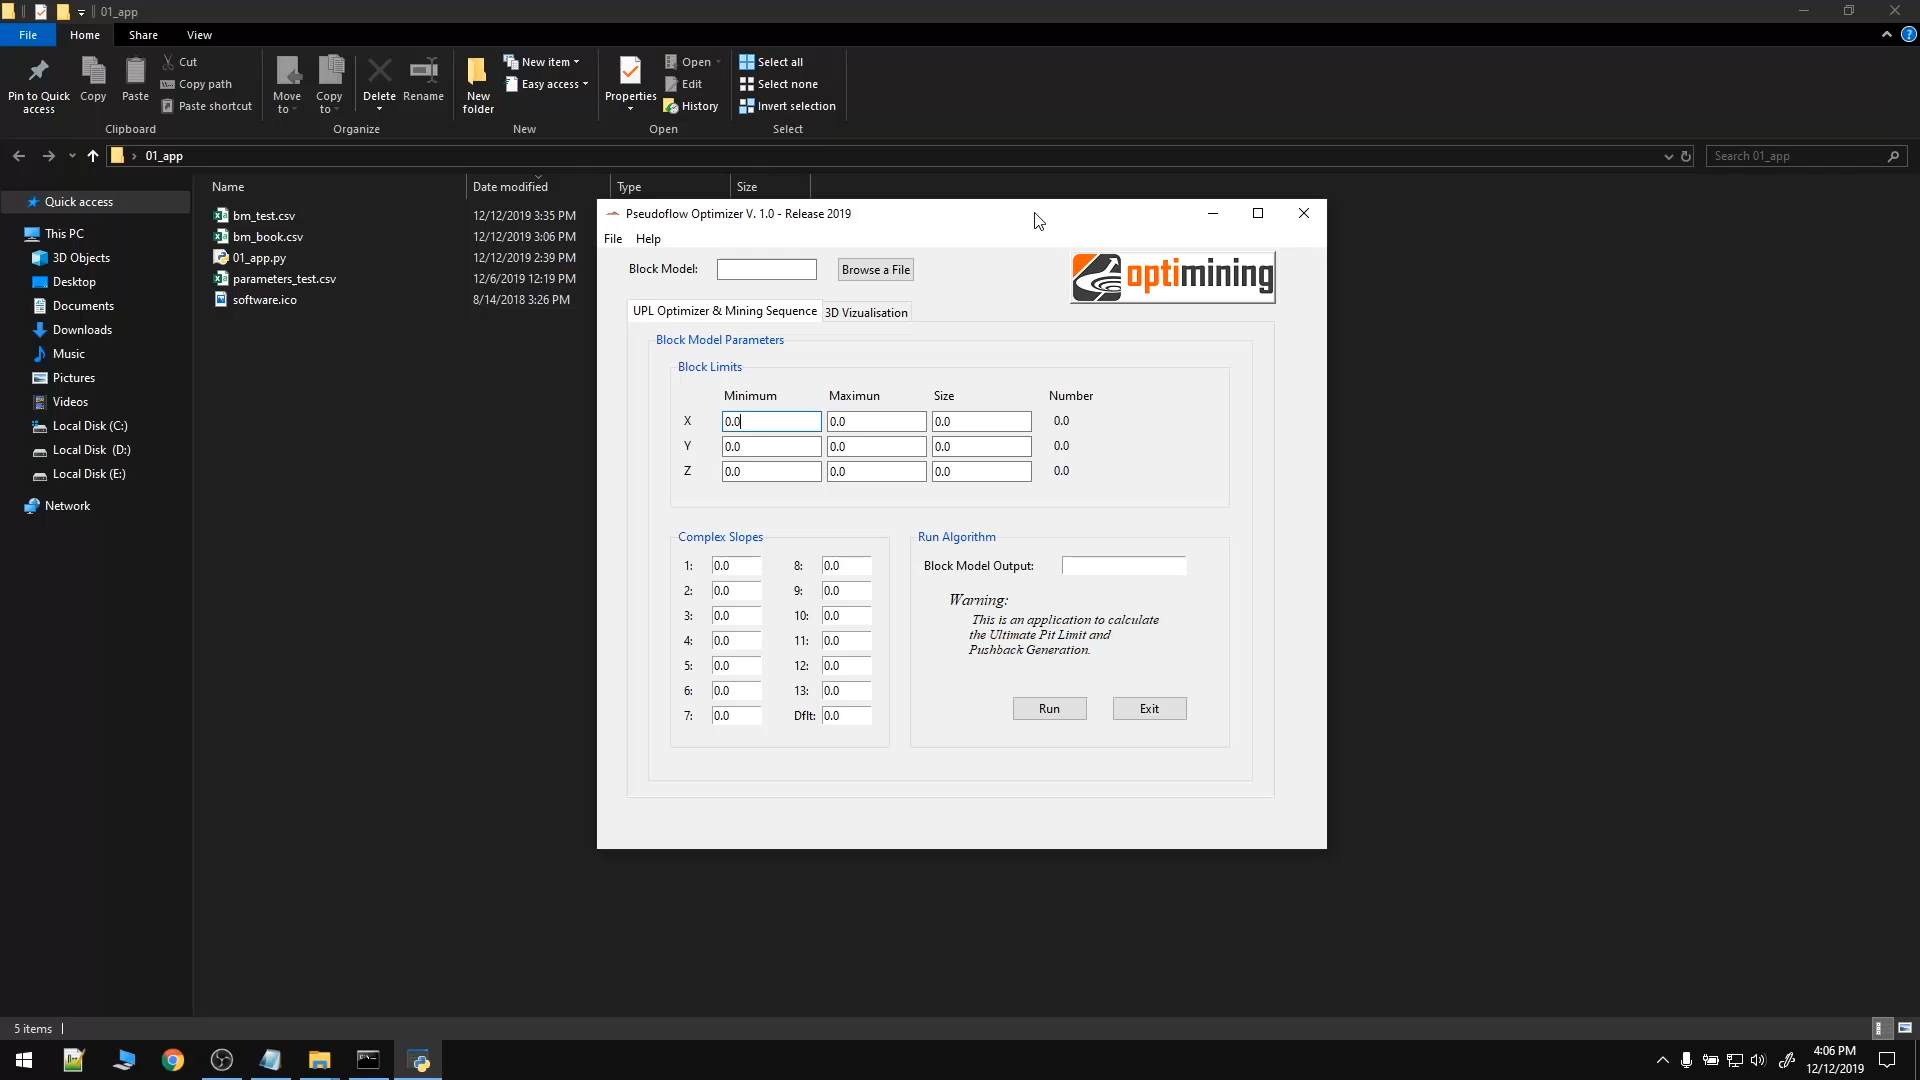 01_app
File Home Share View
Pin to Quick access
Copy
Paste
Cut
Copy path
Paste shortcut
Clipboard
Move to
Copy to
Delete
Rename
Organize
New folder
New item
Easy access
New
Properties
Open
Edit
History
Open
Select all
Select none
Invert selection
Select
01_app
Search 01_app
Quick access
This PC
3D Objects
Desktop
Documents
Downloads
Music
Pictures
Videos
Local Disk (C:)
Local Disk (D:)
Local Disk (E:)
Network
Name Date modified Type Size
bm_test.csv 12/12/2019 3:35 PM
bm_book.csv 12/12/2019 3:06 PM
01_app.py 12/12/2019 2:39 PM
parameters_test.csv 12/6/2019 12:19 PM
software.ico 8/14/2018 3:26 PM
Pseudoflow Optimizer V. 1.0 - Release 2019
File Help
Block Model: Browse a File
optimining
UPL Optimizer & Mining Sequence 3D Vizualisation
Block Model Parameters
Block Limits
Minimum Maximun Size Number
X 0.0 0.0 0.0 0.0
Y 0.0 0.0 0.0 0.0
Z 0.0 0.0 0.0 0.0
Complex Slopes
1: 0.0 8: 0.0
2: 0.0 9: 0.0
3: 0.0 10: 0.0
4: 0.0 11: 0.0
5: 0.0 12: 0.0
6: 0.0 13: 0.0
7: 0.0 Dflt: 0.0
Run Algorithm
Block Model Output:
Warning:
This is an application to calculate
the Ultimate Pit Limit and
Pushback Generation.
Run Exit
5 items
4:06 PM
12/12/2019